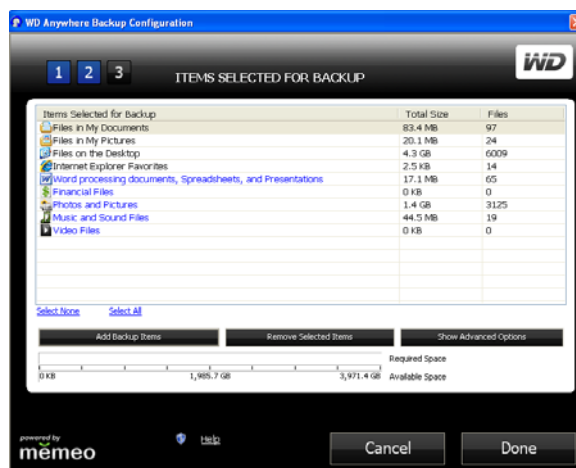 WD Anywhere Backup Configuration
1 2 3 ITEMS SELECTED FOR BACKUP WD
Items Selected for Backup Total Size Files
Files in My Documents 83.4 MB 97
Files in My Pictures 20.1 MB 24
Files on the Desktop 4.3 GB 6009
Internet Explorer Favorites 2.5 KB 14
Word processing documents, Spreadsheets, and Presentations 17.1 MB 65
Financial Files 0 KB 0
Photos and Pictures 1.4 GB 3125
Music and Sound Files 44.5 MB 19
Video Files 0 KB 0
Select None Select All
Add Backup Items Remove Selected Items Show Advanced Options
Required Space
0 KB 1,985.7 GB 3,971.4 GB Available Space
powered by
memeo Help Cancel Done